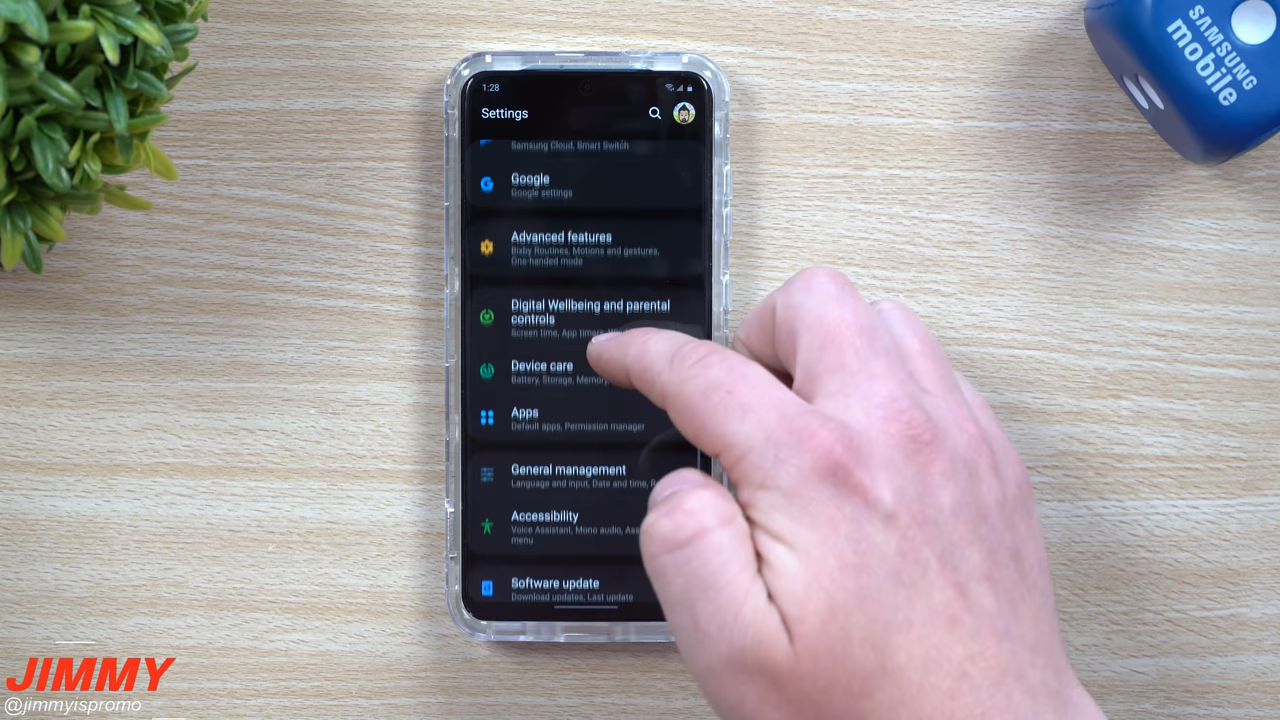 SAMSUNG
mobile
1:28
Settings
Samsung Cloud, Smart Switch
Google
Google settings
Advanced features
Bixby Routines, Motions and gestures,
One-handed mode
Digital Wellbeing and parental
controls
Screen time, App timers,
Device care
Battery, Storage, Memory,
Apps
Default apps, Permission manager
General management
Language and input, Date and time,
Accessibility
Voice Assistant, Mono audio,
menu
Software update
Download updates, Last update
JIMMY
@jimmyispromo